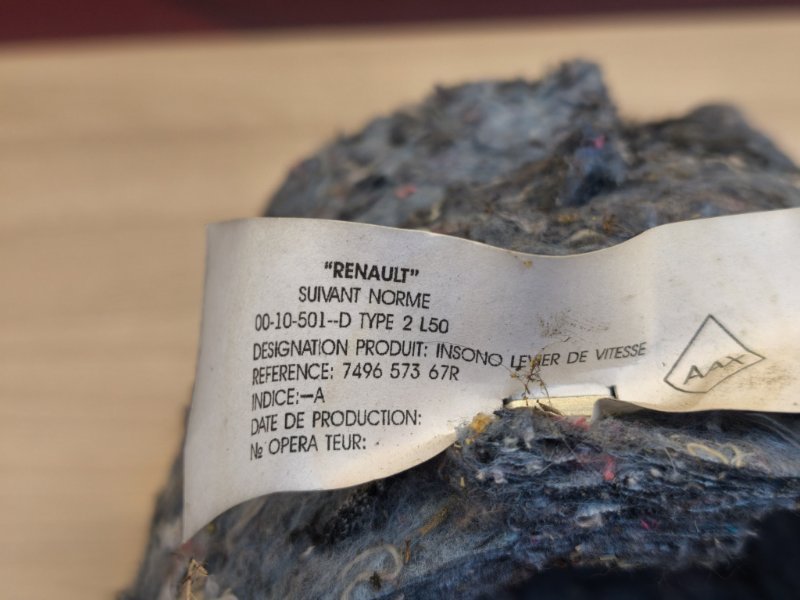 "RENAULT"
SUIVANT NORME
00-10-501--D TYPE 2 L50
DESIGNATION PRODUIT: INSONO LEVIER DE VITESSE
REFERENCE: 7496 573 67R
INDICE:—A
DATE DE PRODUCTION:
№ OPERA TEUR:
AAX